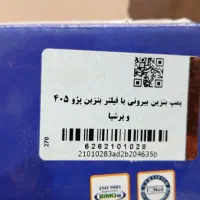 پمپ بنزین بیرونی با فیلتر بنزین پژو ۴۰۵
و پرشیا
6262101028
21010283ad2b204635b
270